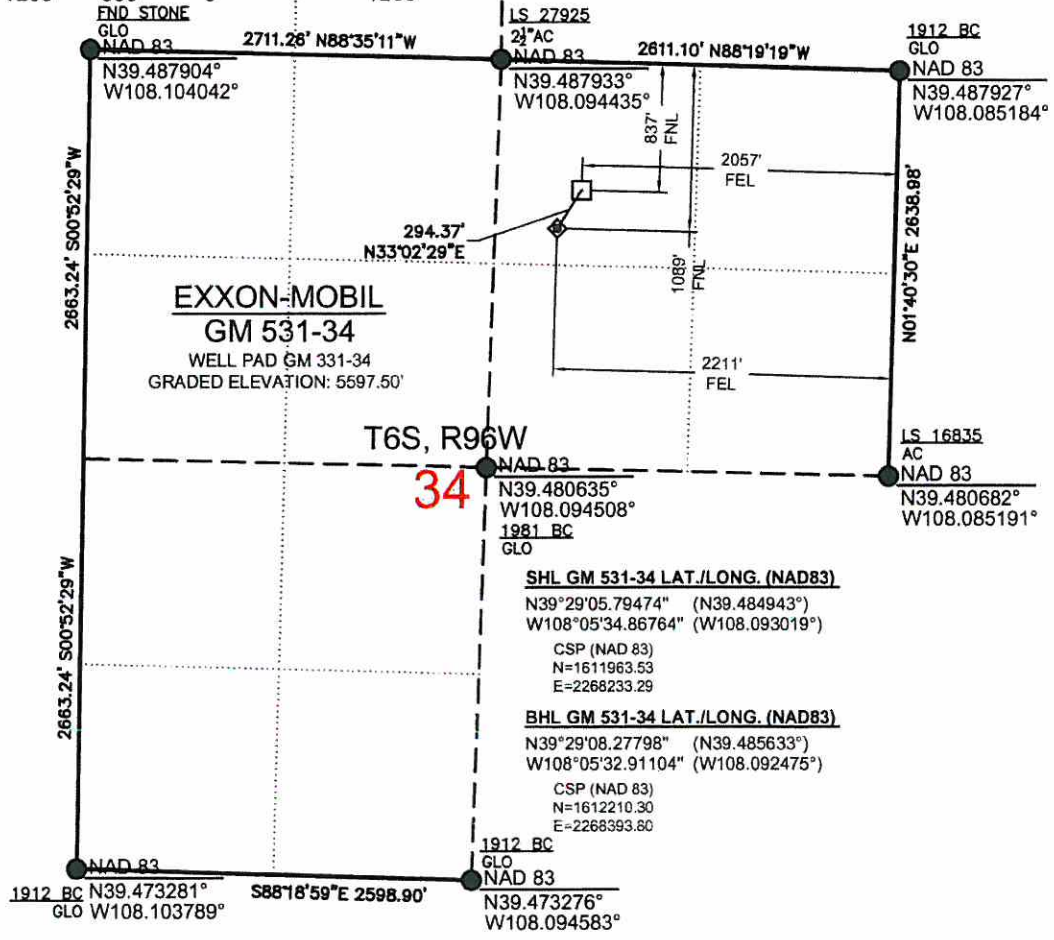 FND STONE
GLO
NAD 83
N39.487904°
W108.104042°
2711.26' N88°35'11"W
LS 27925
2½"AC
NAD 83
N39.487933°
W108.094435°
2611.10' N88°19'19"W
1912 BC
GLO
NAD 83
N39.487927°
W108.085184°
837'
FNL
2057'
FEL
294.37'
N33°02'29"E
1089'
FNL
2211'
FEL
2663.24' S00°52'29"W
N01°40'30"E 2638.98'
EXXON-MOBIL
GM 531-34
WELL PAD GM 331-34
GRADED ELEVATION: 5597.50'
T6S, R96W
34
NAD 83
N39.480635°
W108.094508°
1981 BC
GLO
LS 16835
AC
NAD 83
N39.480682°
W108.085191°
SHL GM 531-34 LAT./LONG. (NAD83)
N39°29'05.79474" (N39.484943°)
W108°05'34.86764" (W108.093019°)
CSP (NAD 83)
N=1611963.53
E=2268233.29
BHL GM 531-34 LAT./LONG. (NAD83)
N39°29'08.27798" (N39.485633°)
W108°05'32.91104" (W108.092475°)
CSP (NAD 83)
N=1612210.30
E=2268393.80
2663.24' S00°52'29"W
NAD 83
1912 BC N39.473281°
GLO W108.103789°
S88°18'59"E 2598.90'
1912 BC
GLO
NAD 83
N39.473276°
W108.094583°